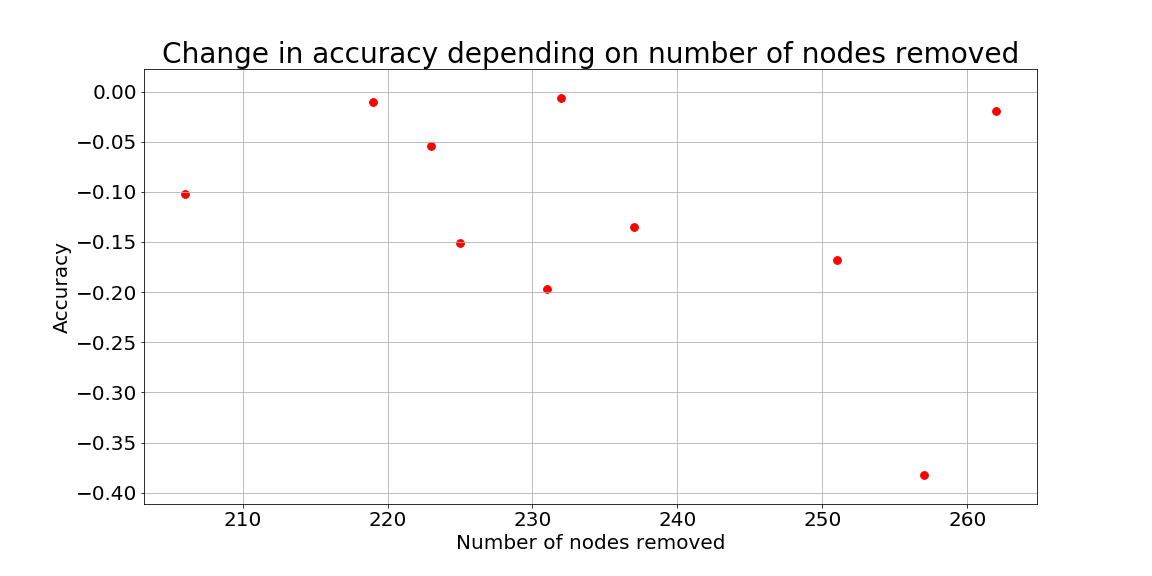 Change in accuracy depending on number of nodes removed
0.00
−0.05
−0.10
−0.15
−0.20
−0.25
−0.30
−0.35
−0.40
Accuracy
210 220 230 240 250 260
Number of nodes removed